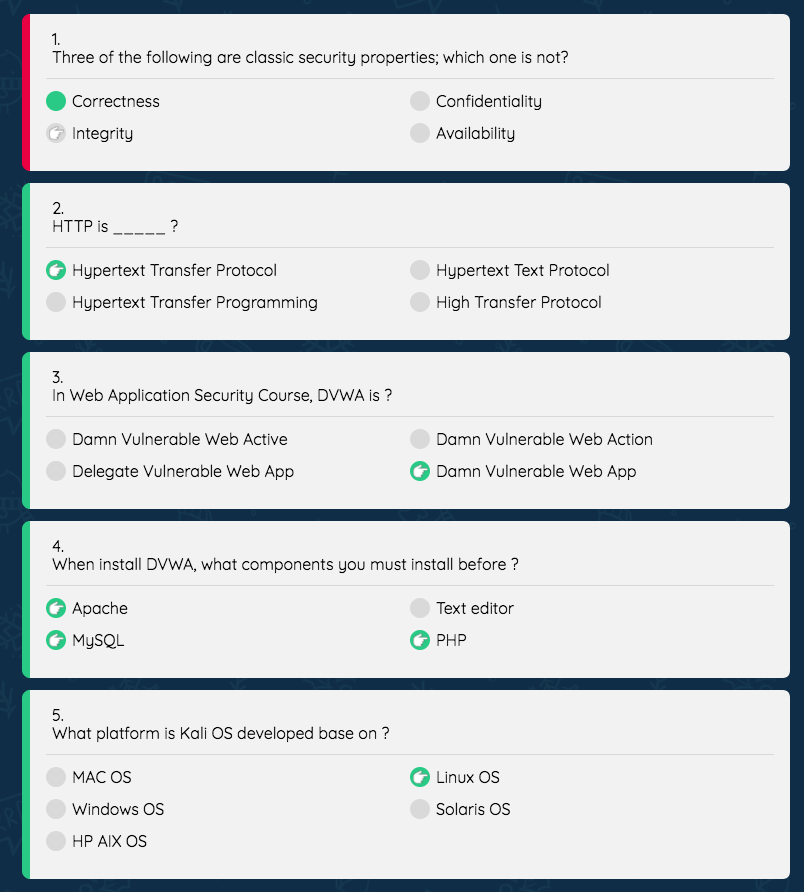 1.
Three of the following are classic security properties; which one is not?
Correctness
Confidentiality
Integrity
Availability
2.
HTTP is _____ ?
Hypertext Transfer Protocol
Hypertext Text Protocol
Hypertext Transfer Programming
High Transfer Protocol
3.
In Web Application Security Course, DVWA is ?
Damn Vulnerable Web Active
Damn Vulnerable Web Action
Delegate Vulnerable Web App
Damn Vulnerable Web App
4.
When install DVWA, what components you must install before ?
Apache
Text editor
MySQL
PHP
5.
What platform is Kali OS developed base on ?
MAC OS
Linux OS
Windows OS
Solaris OS
HP AIX OS